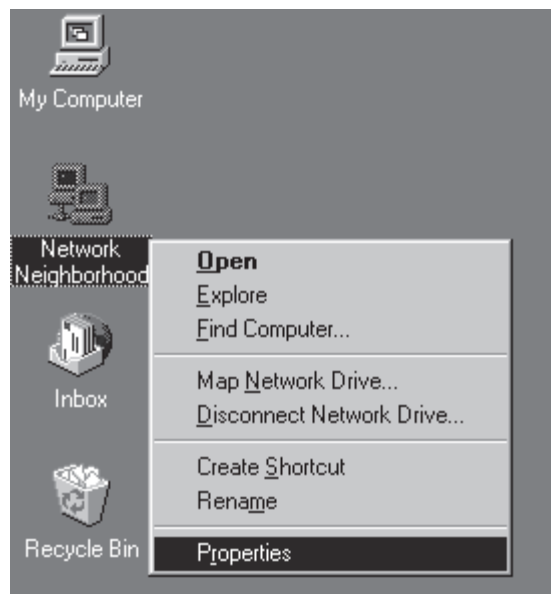 My Computer
Network
Neighborhood
Open
Explore
Find Computer...
Map Network Drive...
Disconnect Network Drive...
Inbox
Create Shortcut
Rename
Recycle Bin
Properties